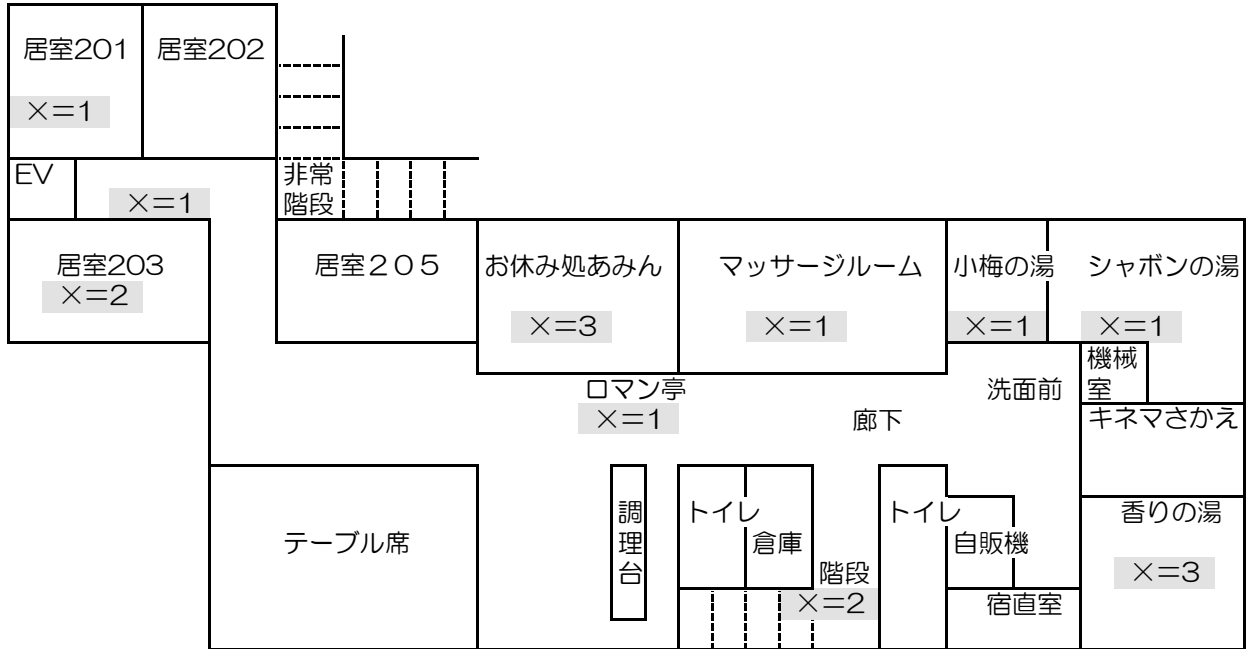 居室201 居室202
×=1
EV
×=1
非常
階段
居室203
×=2
居室205
お休み処あみん
×=3
マッサージルーム
×=1
小梅の湯
×=1
シャボンの湯
×=1
機械
室
ロマン亭
×=1
廊下
洗面前
キネマさかえ
テーブル席
調
理
台
トイレ
倉庫
階段
×=2
トイレ
自販機
宿直室
香りの湯
×=3